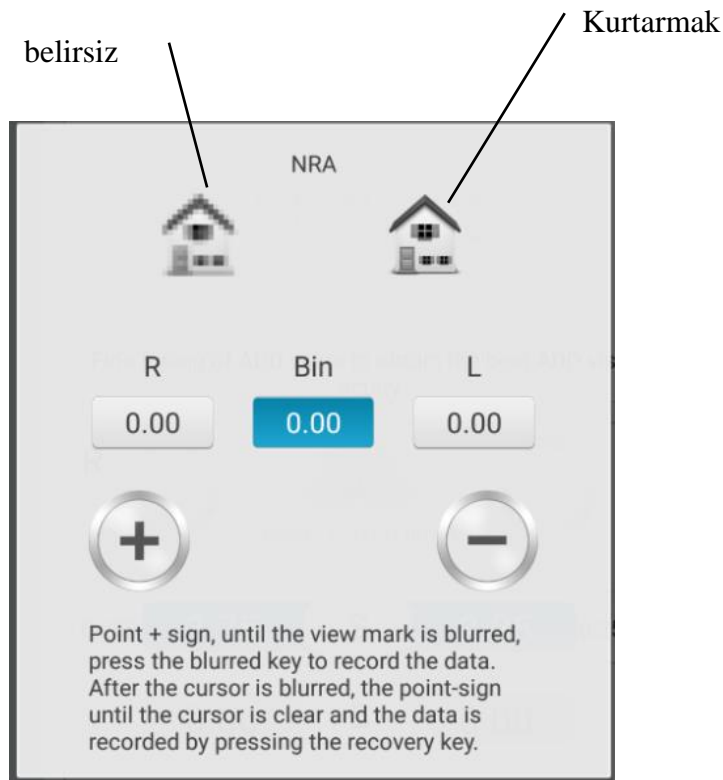 Kurtarmak
belirsiz
NRA
R Bin L
0.00 0.00 0.00
+ −
Point + sign, until the view mark is blurred,
press the blurred key to record the data.
After the cursor is blurred, the point-sign
until the cursor is clear and the data is
recorded by pressing the recovery key.